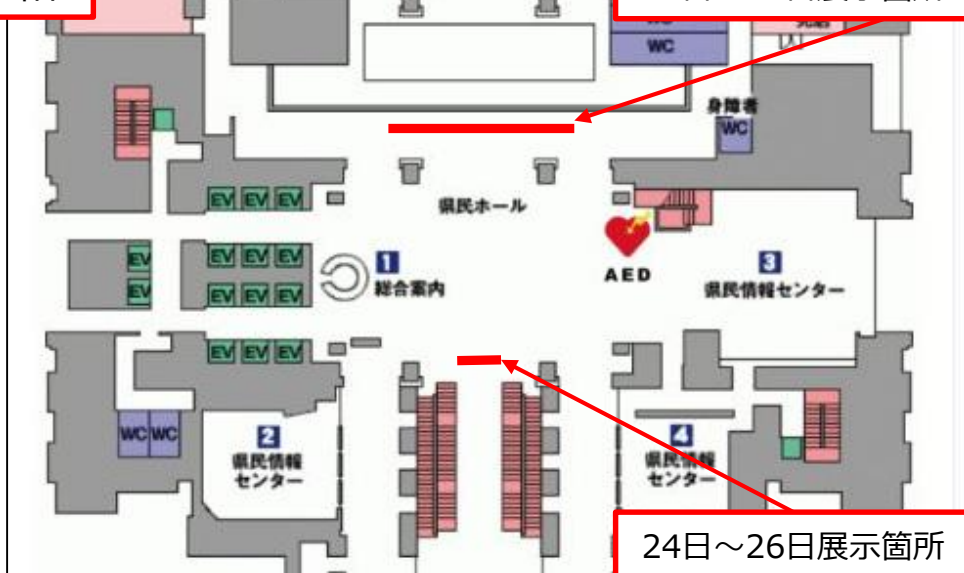 WC
身障者
WC
EV EV EV
県民ホール
EV
EV EV EV
1
総合案内
AED
3
県民情報センター
EV
EV EV EV
EV EV EV
WC WC
2
県民情報
センター
4
県民情報
センター
24日～26日展示箇所